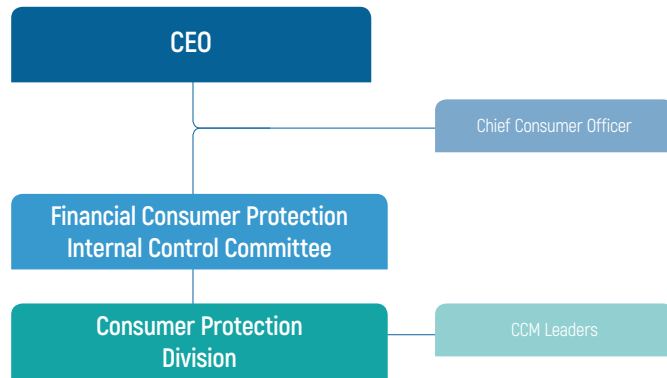 CEO
Chief Consumer Officer
Financial Consumer Protection
Internal Control Committee
Consumer Protection
Division
CCM Leaders